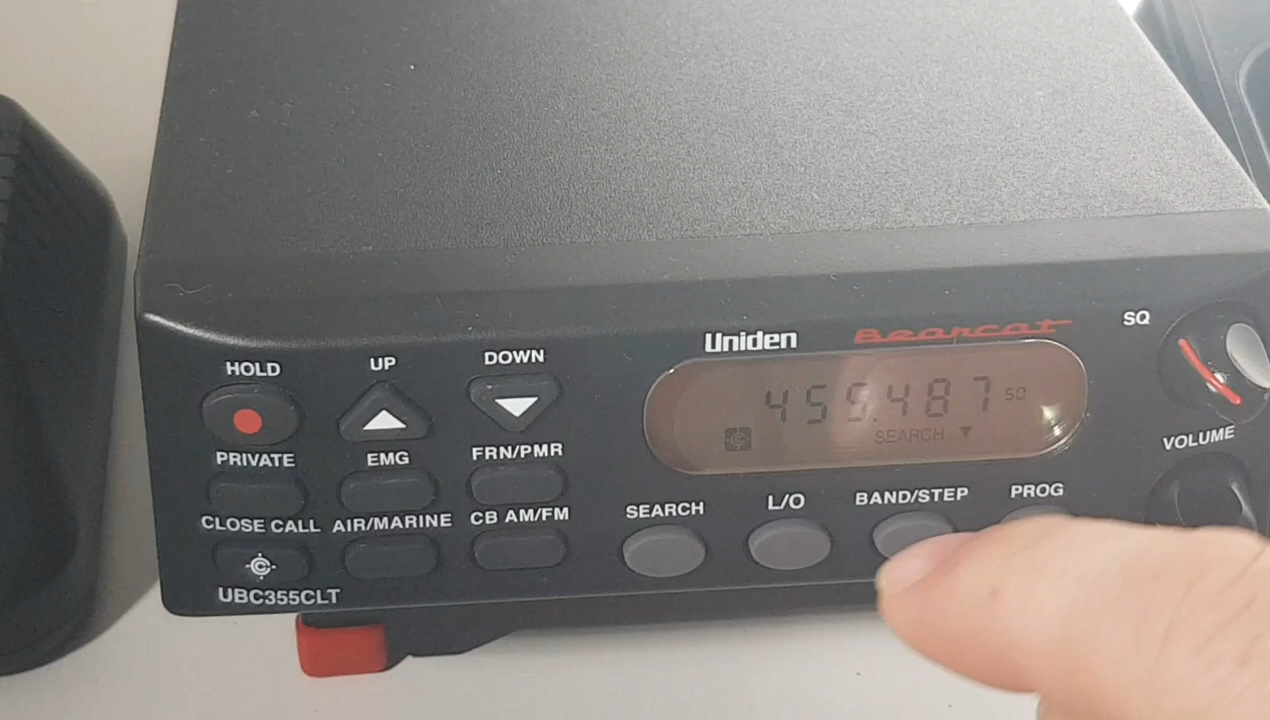 Uniden Bearcat
SQ
455.487 SQ
SEARCH ▼
VOLUME
HOLD UP DOWN
PRIVATE EMG FRN/PMR
CLOSE CALL AIR/MARINE CB AM/FM
SEARCH L/O BAND/STEP PROG
UBC355CLT